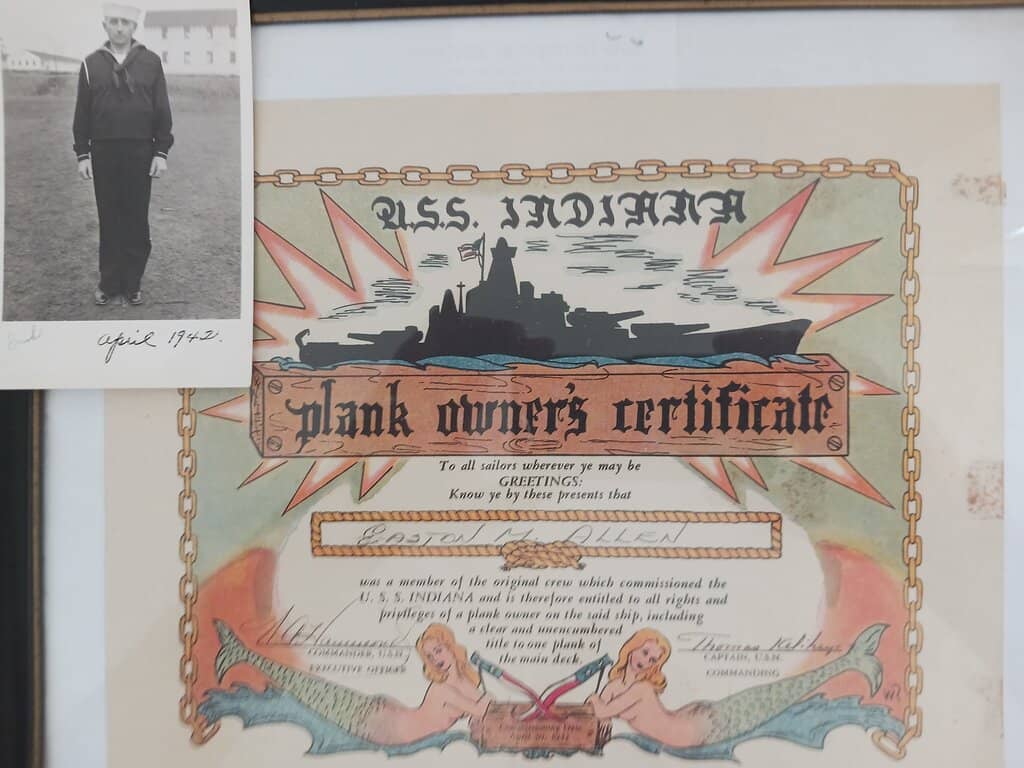 April 1942.
U.S.S. INDIANA
plank owner's certificate
To all sailors wherever ye may be
GREETINGS:
Know ye by these presents that
EASTON M. ALLEN
was a member of the original crew which commissioned the
U. S. S. INDIANA and is therefore entitled to all rights and
privileges of a plank owner on the said ship, including
a clear and unencumbered
title to one plank of
the main deck.
COMMANDER, U.S.N.
EXECUTIVE OFFICER
Thomas
CAPTAIN, U.S.N.
COMMANDING